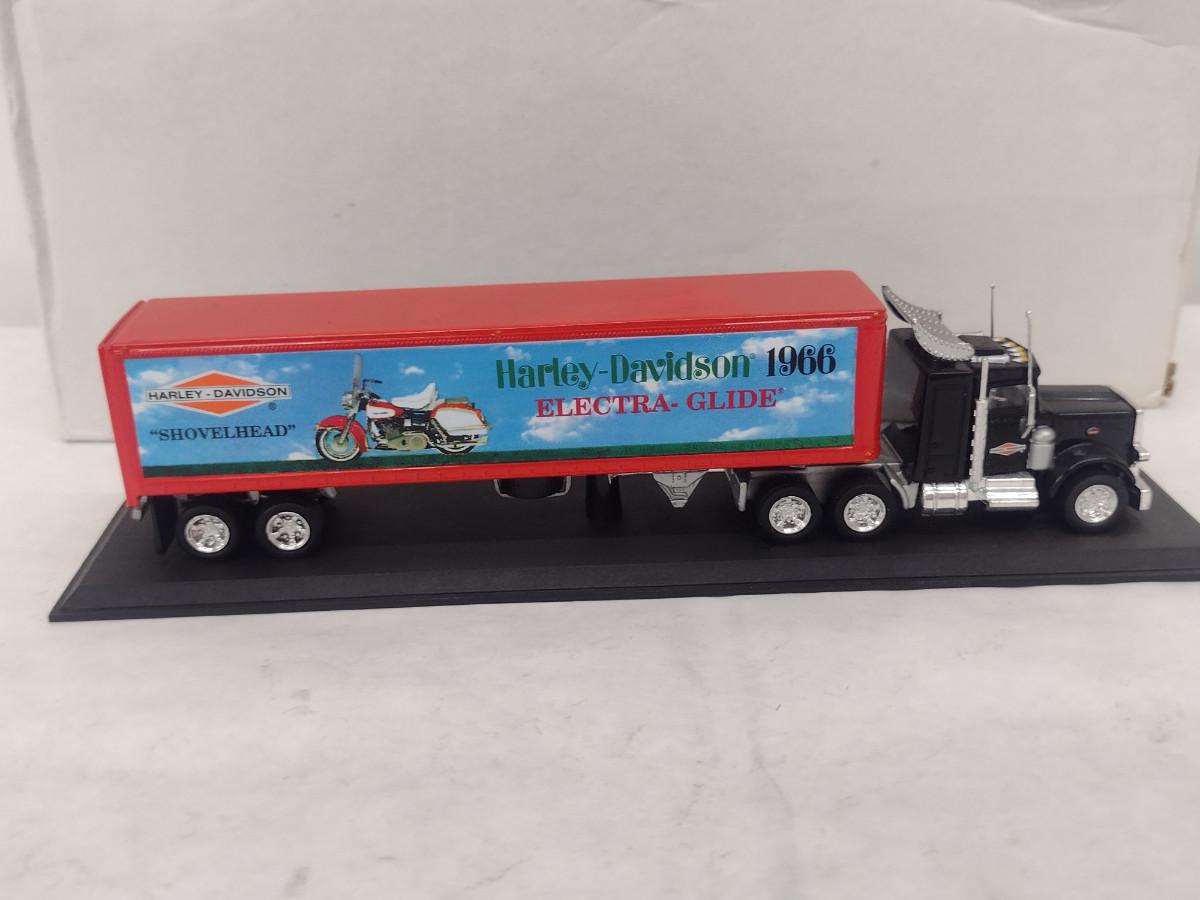 HARLEY - DAVIDSON
®
"SHOVELHEAD"
Harley-Davidson® 1966
ELECTRA- GLIDE®